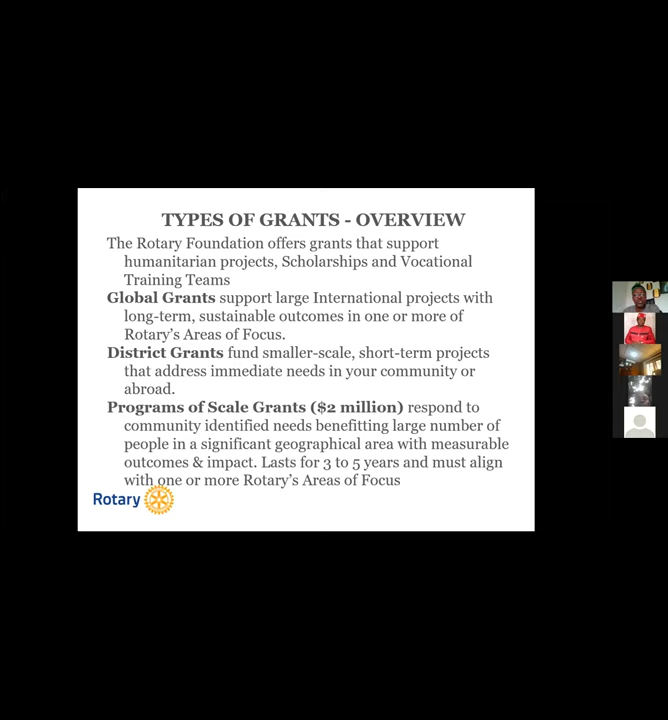 TYPES OF GRANTS - OVERVIEW
The Rotary Foundation offers grants that support
humanitarian projects, Scholarships and Vocational
Training Teams
Global Grants support large International projects with
long-term, sustainable outcomes in one or more of
Rotary's Areas of Focus.
District Grants fund smaller-scale, short-term projects
that address immediate needs in your community or
abroad.
Programs of Scale Grants ($2 million) respond to
community identified needs benefitting large number of
people in a significant geographical area with measurable
outcomes & impact. Lasts for 3 to 5 years and must align
with one or more Rotary's Areas of Focus
Rotary